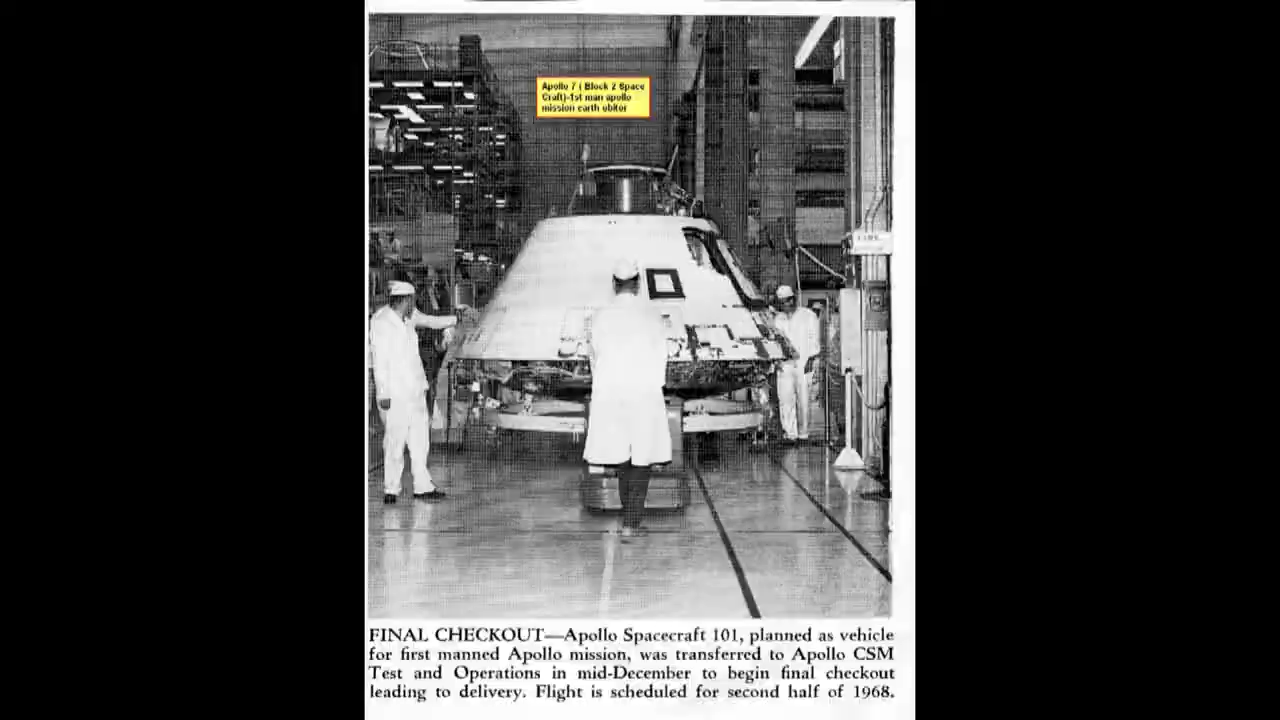 Apollo 7 ( Block 2 Space
Craft)-1st man apollo
mission earth obitor
FINAL CHECKOUT—Apollo Spacecraft 101, planned as vehicle
for first manned Apollo mission, was transferred to Apollo CSM
Test and Operations in mid-December to begin final checkout
leading to delivery. Flight is scheduled for second half of 1968.